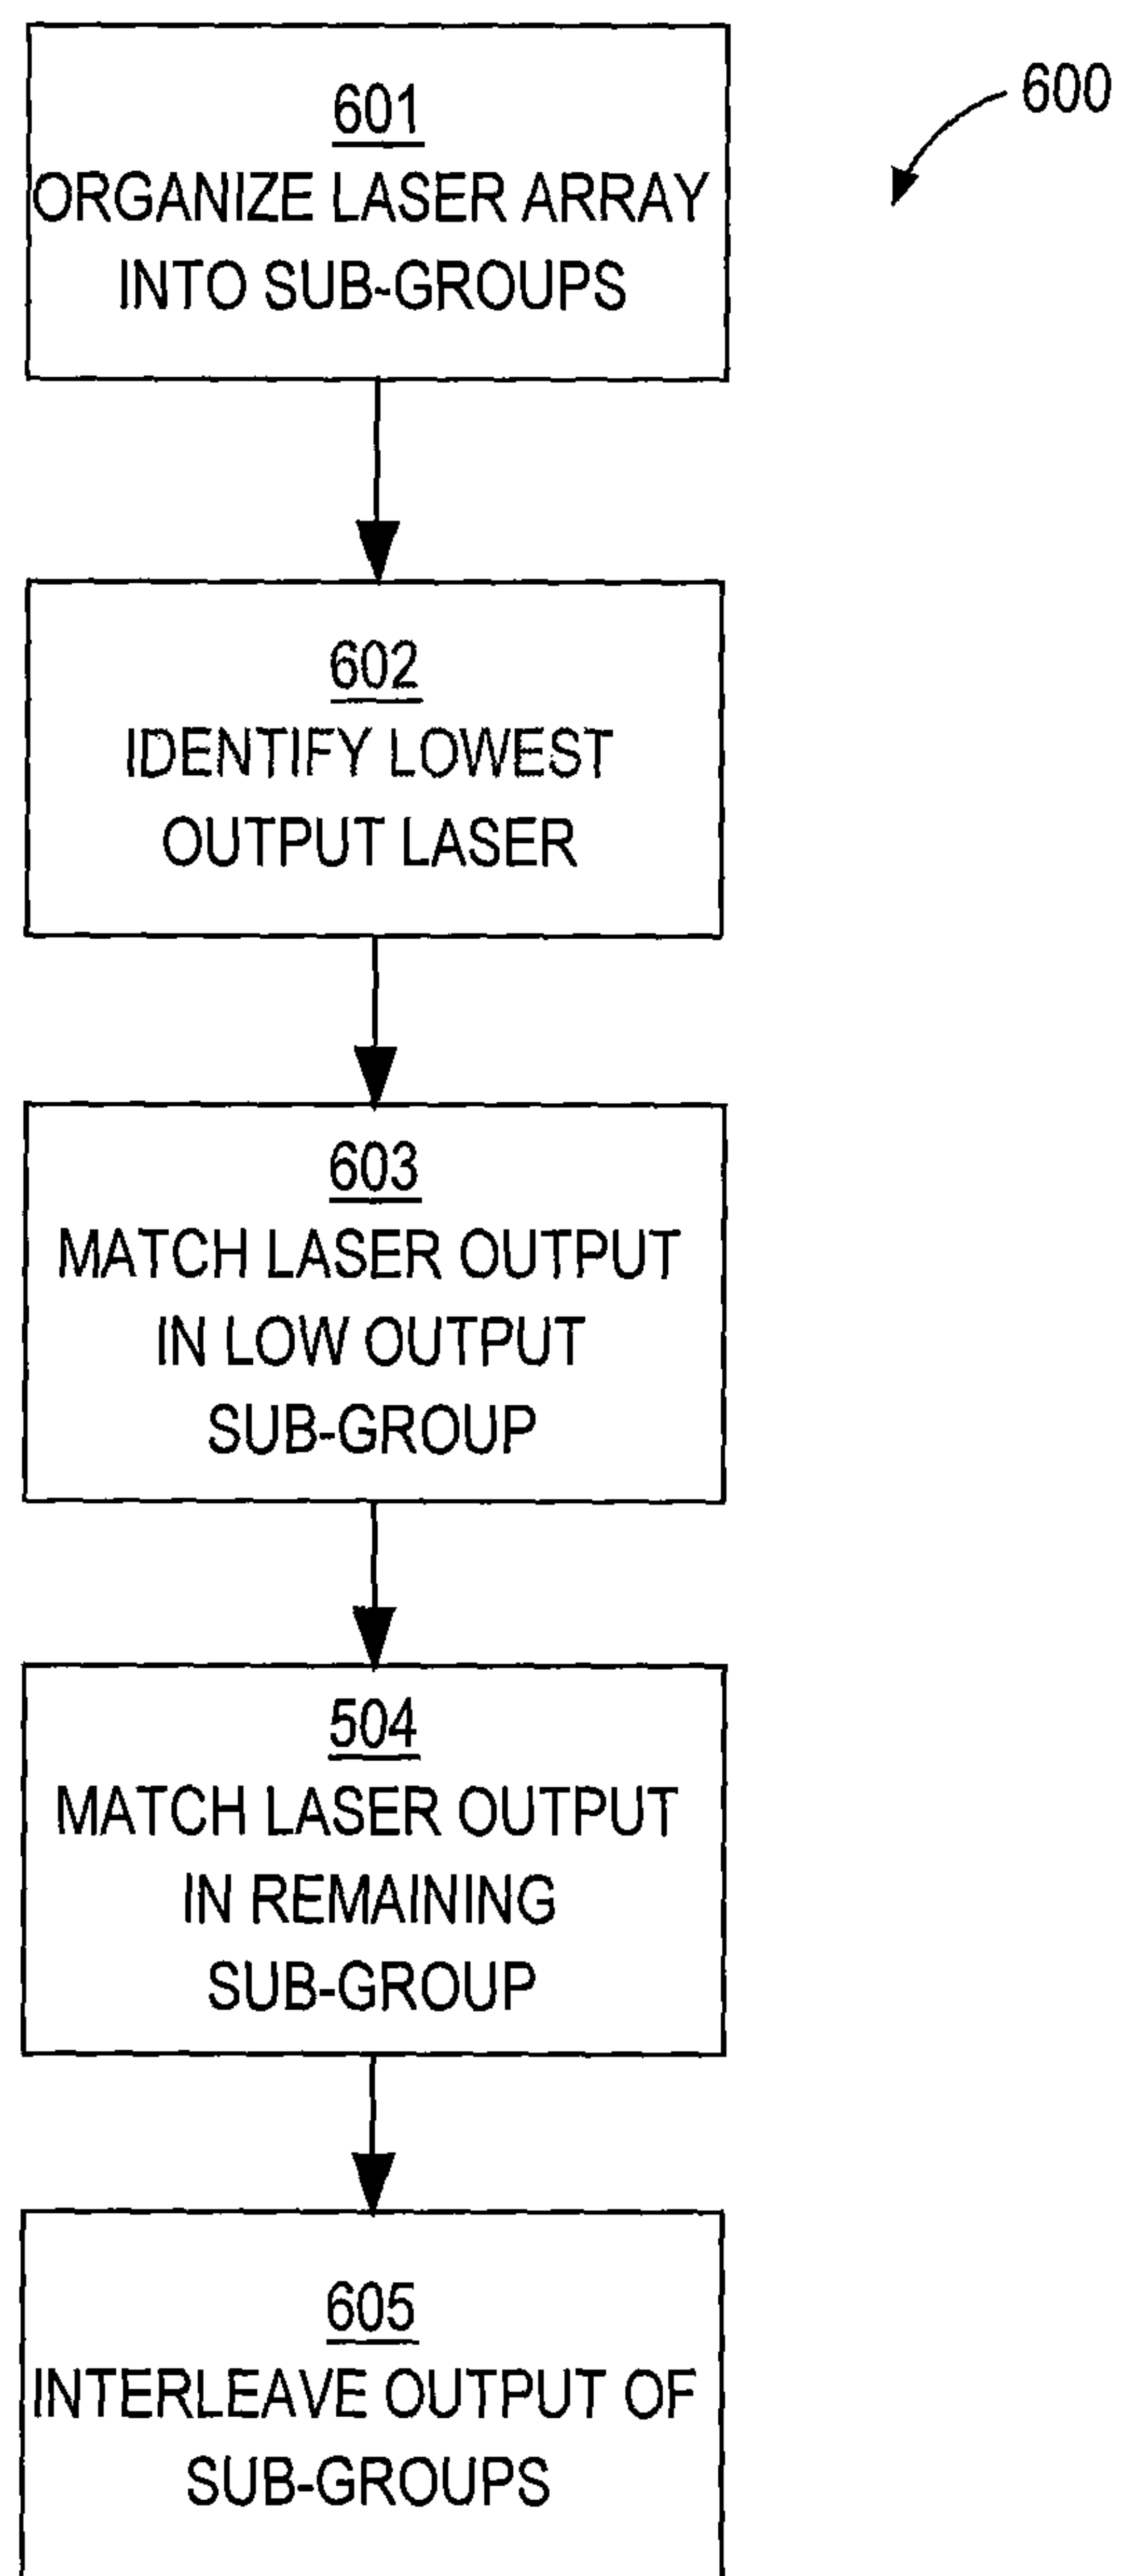 600
601
ORGANIZE LASER ARRAY
INTO SUB-GROUPS
602
IDENTIFY LOWEST
OUTPUT LASER
603
MATCH LASER OUTPUT
IN LOW OUTPUT
SUB-GROUP
504
MATCH LASER OUTPUT
IN REMAINING
SUB-GROUP
605
INTERLEAVE OUTPUT OF
SUB-GROUPS